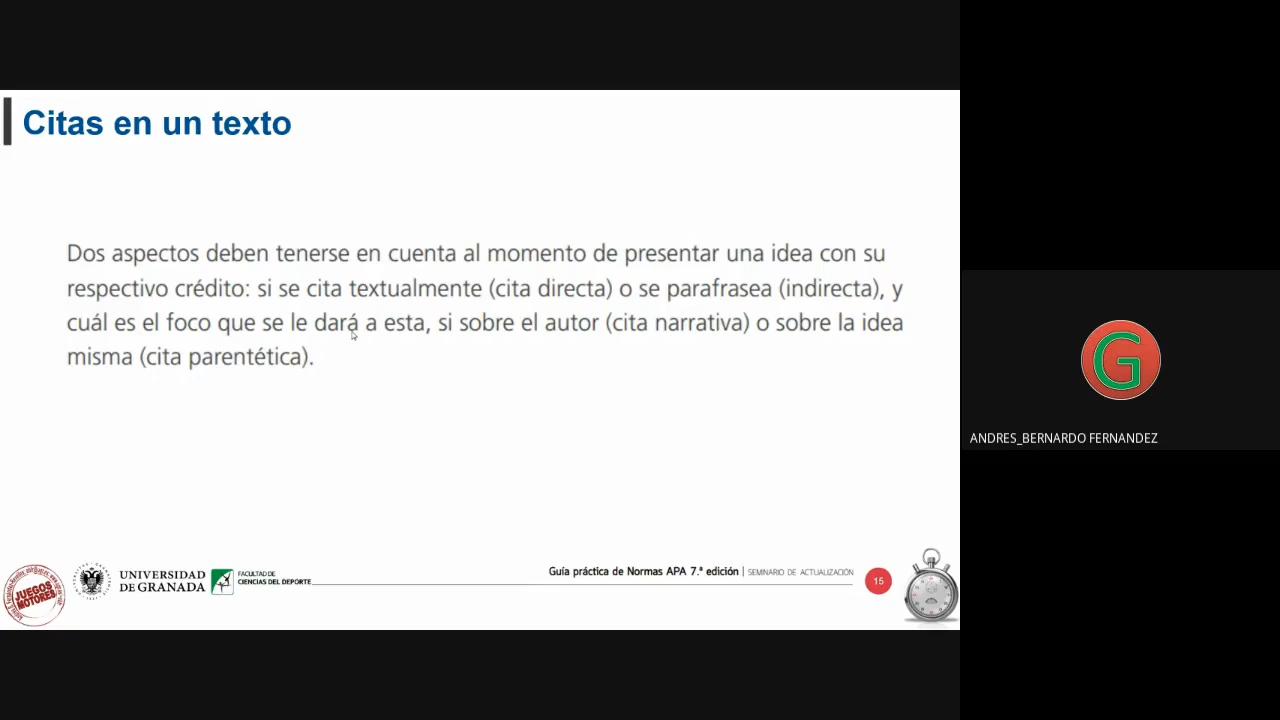 Citas en un texto
Dos aspectos deben tenerse en cuenta al momento de presentar una idea con su
respectivo crédito: si se cita textualmente (cita directa) o se parafrasea (indirecta), y
cuál es el foco que se le dará a esta, si sobre el autor (cita narrativa) o sobre la idea
misma (cita parentética).
G
ANDRES_BERNARDO FERNANDEZ
JUEGOS
MOTORES
UNIVERSIDAD
DE GRANADA
FACULTAD DE
CIENCIAS DEL DEPORTE
Guía práctica de Normas APA 7.ª edición | SEMINARIO DE ACTUALIZACIÓN
15